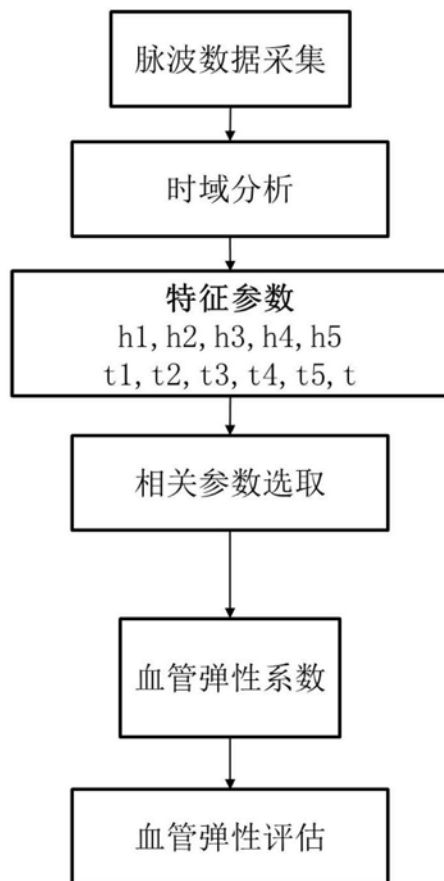 脉波数据采集
时域分析
特征参数
h1, h2, h3, h4, h5
t1, t2, t3, t4, t5, t
相关参数选取
血管弹性系数
血管弹性评估